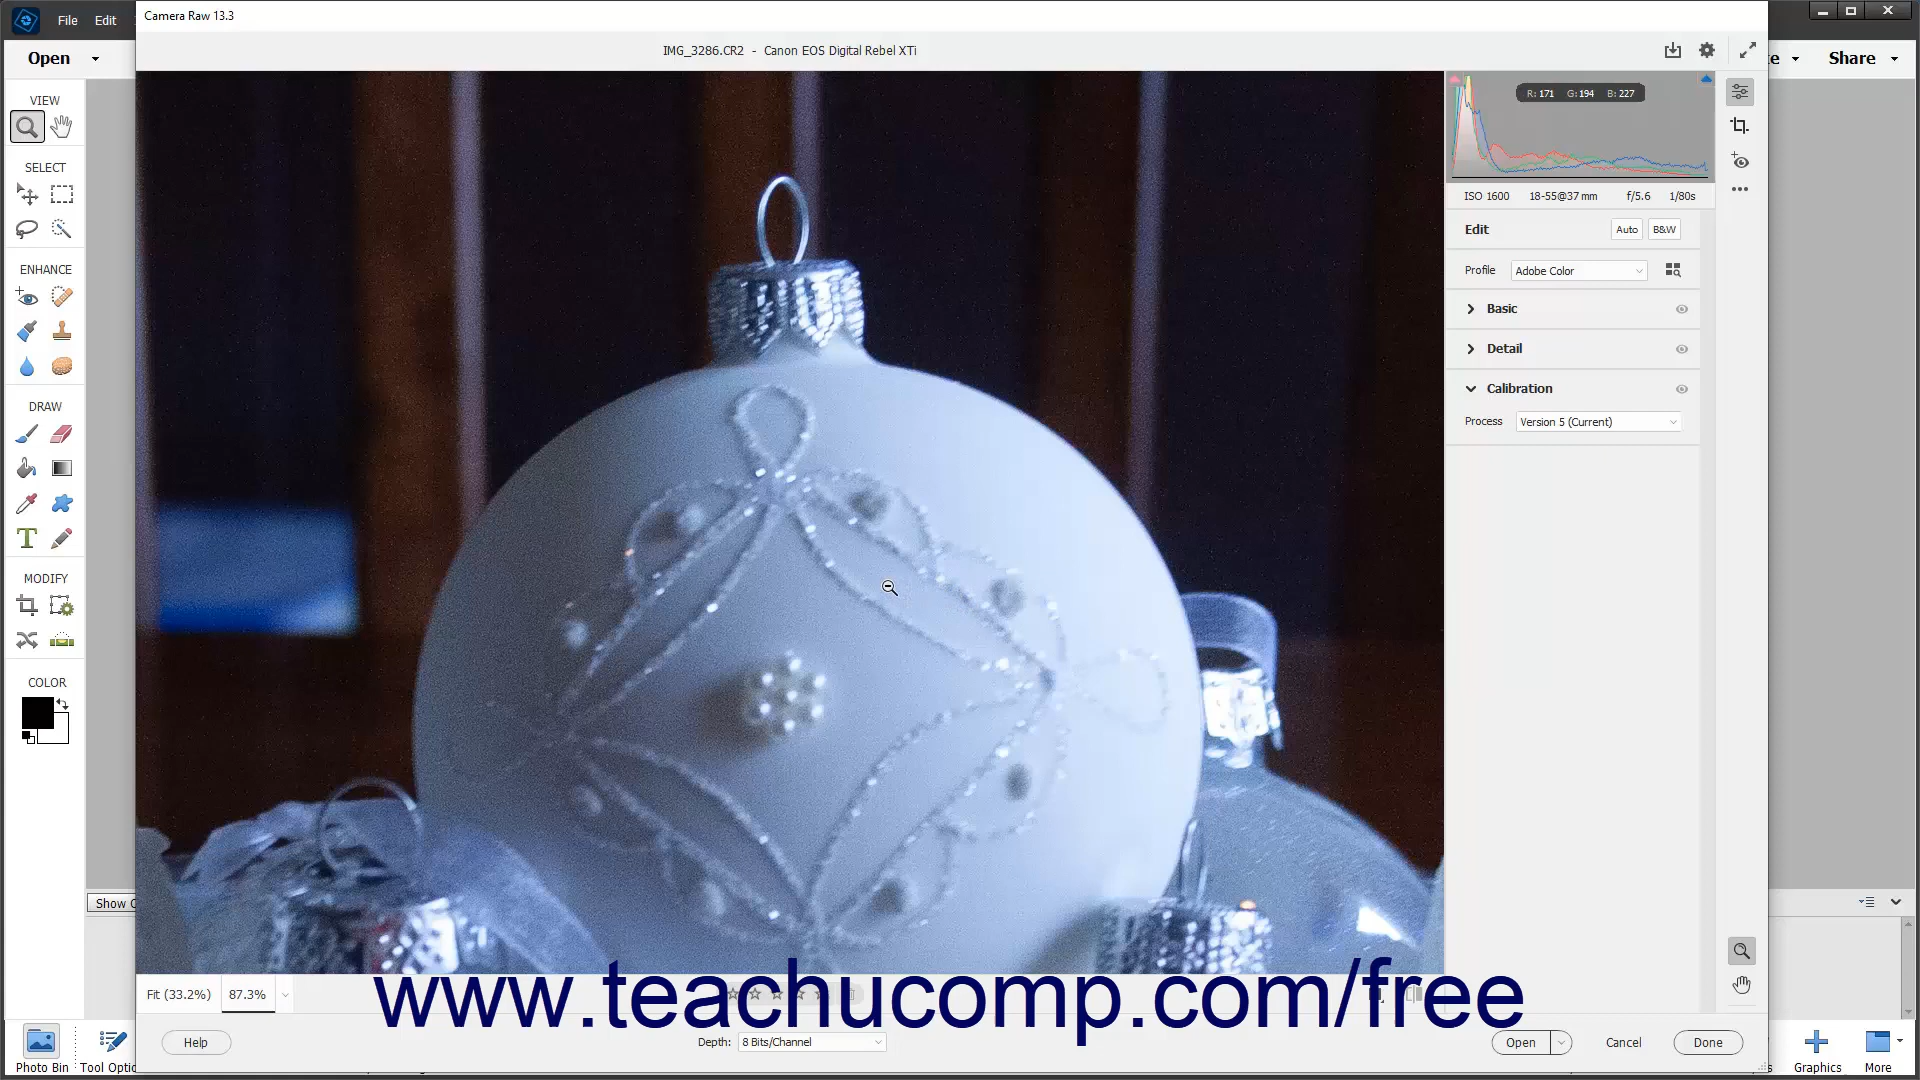 Camera Raw 13.3
File Edit
IMG_3286.CR2 - Canon EOS Digital Rebel XTi
Open
Share
VIEW
R: 171 G: 194 B: 227
SELECT
ISO 1600 18-55@37 mm f/5.6 1/80s
Edit Auto B&W
ENHANCE
Profile Adobe Color
Basic
Detail
Calibration
DRAW
Process Version 5 (Current)
T
MODIFY
COLOR
Show
Fit (33.2%) 87.3%
www.teachucomp.com/free
Help Depth: 8 Bits/Channel Open Cancel Done
Photo Bin Tool Graphics More